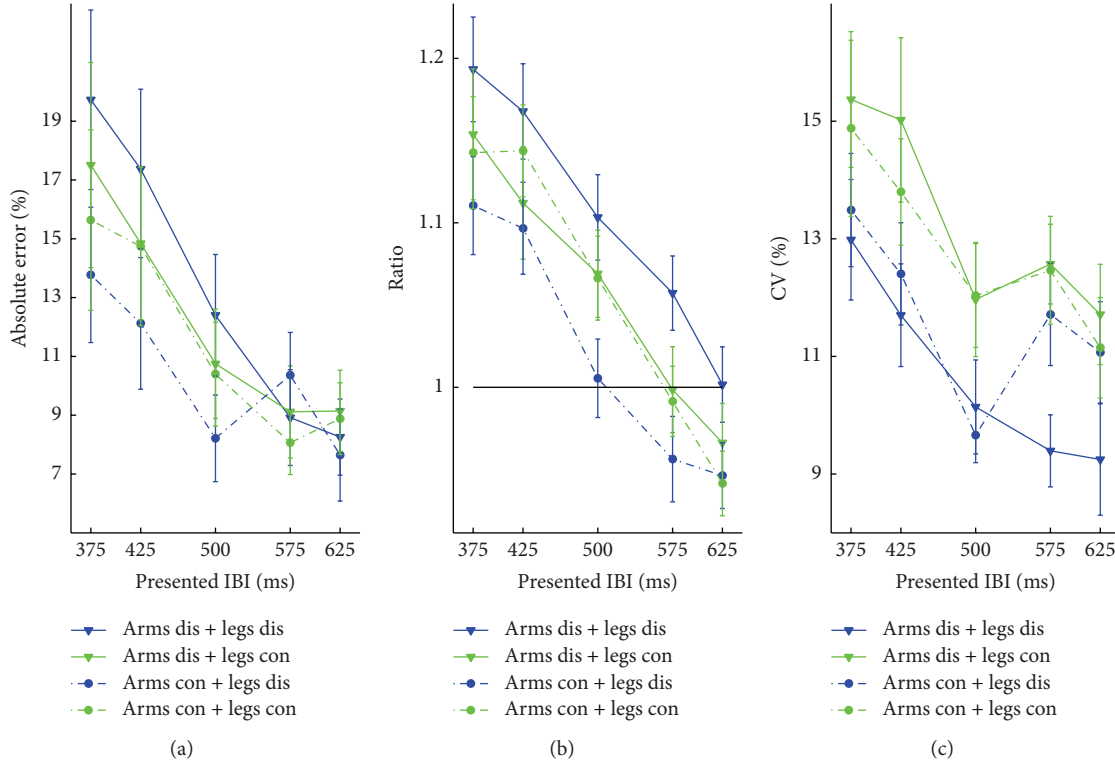 Absolute error (%)
19
17
15
13
11
9
7
375 425 500 575 625
Presented IBI (ms)
Arms dis + legs dis
Arms dis + legs con
Arms con + legs dis
Arms con + legs con
(a)
Ratio
1.2
1.1
1
375 425 500 575 625
Presented IBI (ms)
Arms dis + legs dis
Arms dis + legs con
Arms con + legs dis
Arms con + legs con
(b)
CV (%)
15
13
11
9
375 425 500 575 625
Presented IBI (ms)
Arms dis + legs dis
Arms dis + legs con
Arms con + legs dis
Arms con + legs con
(c)